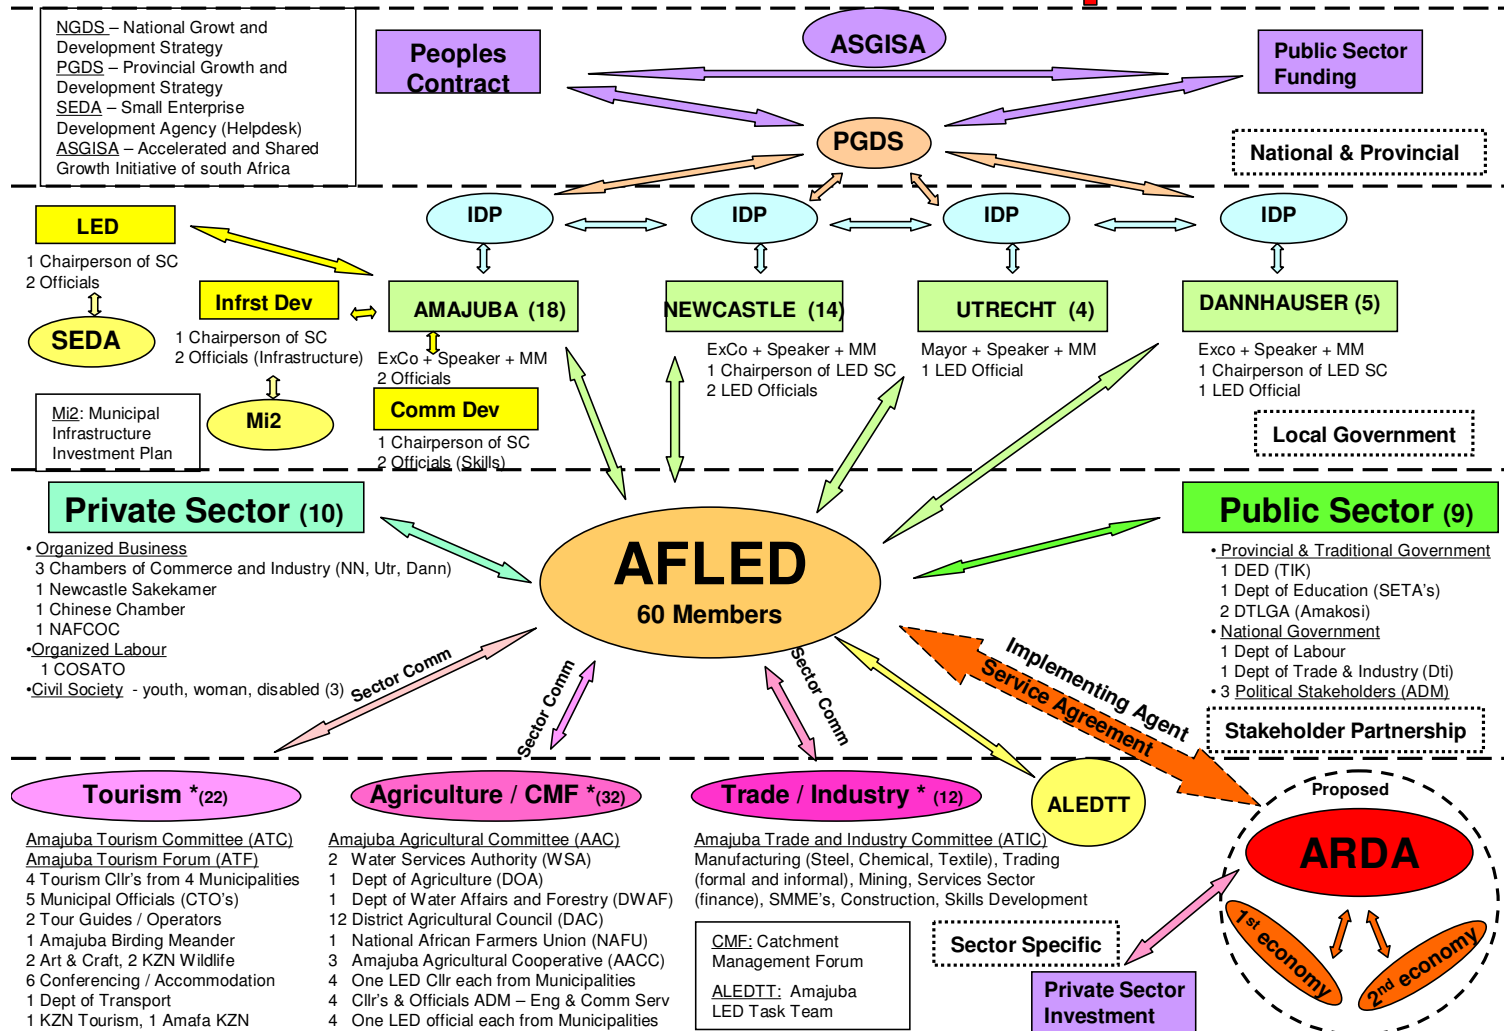 NGDS – National Growt and
Development Strategy
PGDS – Provincial Growth and
Development Strategy
SEDA – Small Enterprise
Development Agency (Helpdesk)
ASGISA – Accelerated and Shared
Growth Initiative of south Africa
Peoples
Contract
ASGISA
Public Sector
Funding
PGDS
National & Provincial
LED
1 Chairperson of SC
2 Officials
SEDA
Infrst Dev
1 Chairperson of SC
2 Officials (Infrastructure)
Mi2
Mi2: Municipal
Infrastructure
Investment Plan
IDP
IDP
IDP
IDP
AMAJUBA (18)
ExCo + Speaker + MM
2 Officials
Comm Dev
1 Chairperson of SC
2 Officials (Skills)
NEWCASTLE (14)
ExCo + Speaker + MM
1 Chairperson of LED SC
2 LED Officials
UTRECHT (4)
Mayor + Speaker + MM
1 LED Official
DANNHAUSER (5)
Exco + Speaker + MM
1 Chairperson of LED SC
1 LED Official
Local Government
Private Sector (10)
• Organized Business
3 Chambers of Commerce and Industry (NN, Utr, Dann)
1 Newcastle Sakekamer
1 Chinese Chamber
1 NAFCOC
•Organized Labour
1 COSATO
•Civil Society - youth, woman, disabled (3)
AFLED
60 Members
Public Sector (9)
• Provincial & Traditional Government
1 DED (TIK)
1 Dept of Education (SETA's)
2 DTLGA (Amakosi)
• National Government
1 Dept of Labour
1 Dept of Trade & Industry (Dti)
• 3 Political Stakeholders (ADM)
Stakeholder Partnership
Sector Comm
Sector Comm
Sector Comm
Implementing Agent
Service Agreement
Tourism *(22)
Amajuba Tourism Committee (ATC)
Amajuba Tourism Forum (ATF)
4 Tourism Cllr's from 4 Municipalities
5 Municipal Officials (CTO's)
2 Tour Guides / Operators
1 Amajuba Birding Meander
2 Art & Craft, 2 KZN Wildlife
6 Conferencing / Accommodation
1 Dept of Transport
1 KZN Tourism, 1 Amafa KZN
Agriculture / CMF *(32)
Amajuba Agricultural Committee (AAC)
2 Water Services Authority (WSA)
1 Dept of Agriculture (DOA)
1 Dept of Water Affairs and Forestry (DWAF)
12 District Agricultural Council (DAC)
1 National African Farmers Union (NAFU)
3 Amajuba Agricultural Cooperative (AACC)
4 One LED Cllr each from Municipalities
4 Cllr's & Officials ADM – Eng & Comm Serv
4 One LED official each from Municipalities
Trade / Industry * (12)
Amajuba Trade and Industry Committee (ATIC)
Manufacturing (Steel, Chemical, Textile), Trading
(formal and informal), Mining, Services Sector
(finance), SMME's, Construction, Skills Development
CMF: Catchment
Management Forum
ALEDTT: Amajuba
LED Task Team
ALEDTT
Sector Specific
Private Sector
Investment
Proposed
ARDA
1st economy
2nd economy